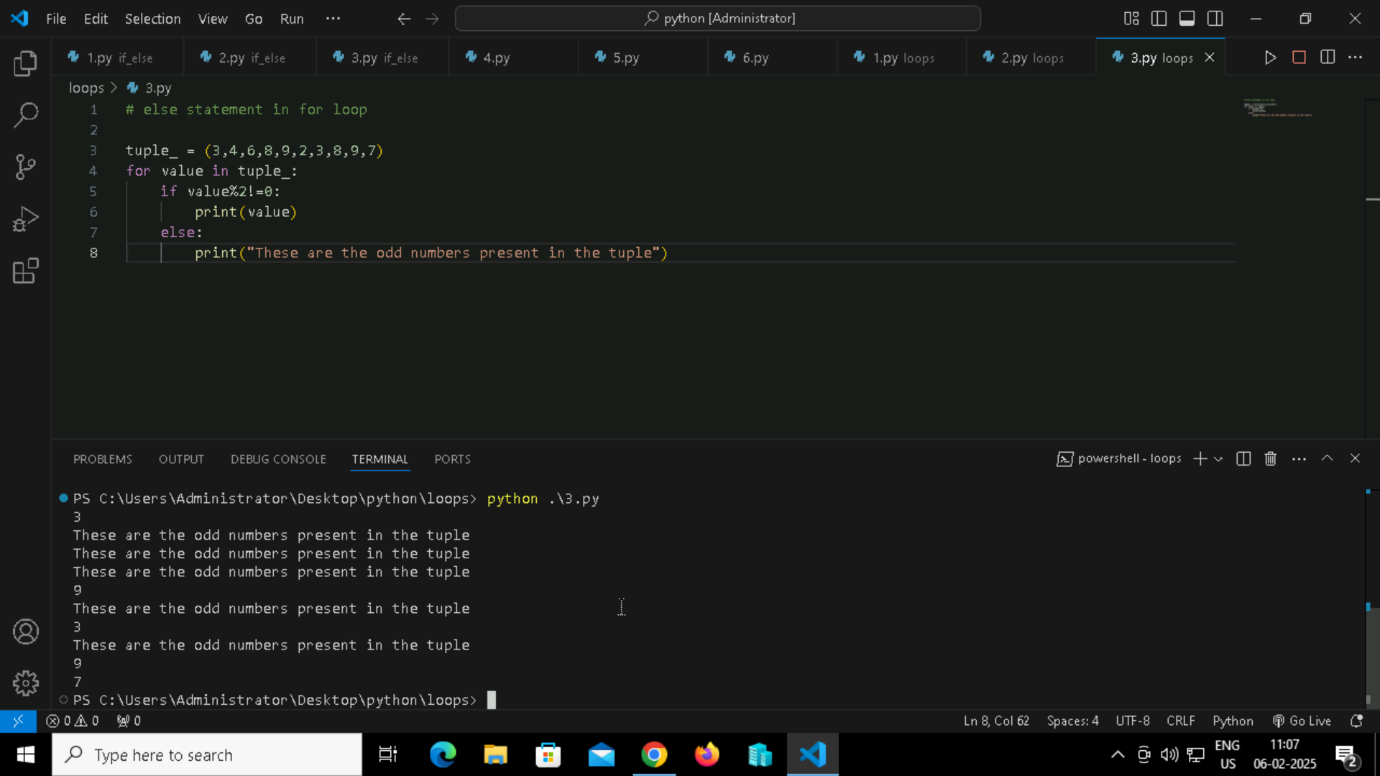 File Edit Selection View Go Run ··· python [Administrator]
1.py if_else 2.py if_else 3.py if_else 4.py 5.py 6.py 1.py loops 2.py loops 3.py loops
loops > 3.py
1 # else statement in for loop
2
3 tuple_ = (3,4,6,8,9,2,3,8,9,7)
4 for value in tuple_:
5 if value%2!=0:
6 print(value)
7 else:
8 print("These are the odd numbers present in the tuple")
PROBLEMS OUTPUT DEBUG CONSOLE TERMINAL PORTS powershell - loops
PS C:\Users\Administrator\Desktop\python\loops> python .\3.py
3
These are the odd numbers present in the tuple
These are the odd numbers present in the tuple
These are the odd numbers present in the tuple
9
These are the odd numbers present in the tuple
3
These are the odd numbers present in the tuple
9
7
PS C:\Users\Administrator\Desktop\python\loops>
0 0 0 Ln 8, Col 62 Spaces: 4 UTF-8 CRLF Python Go Live
Type here to search ENG 11:07
US 06-02-2025 2